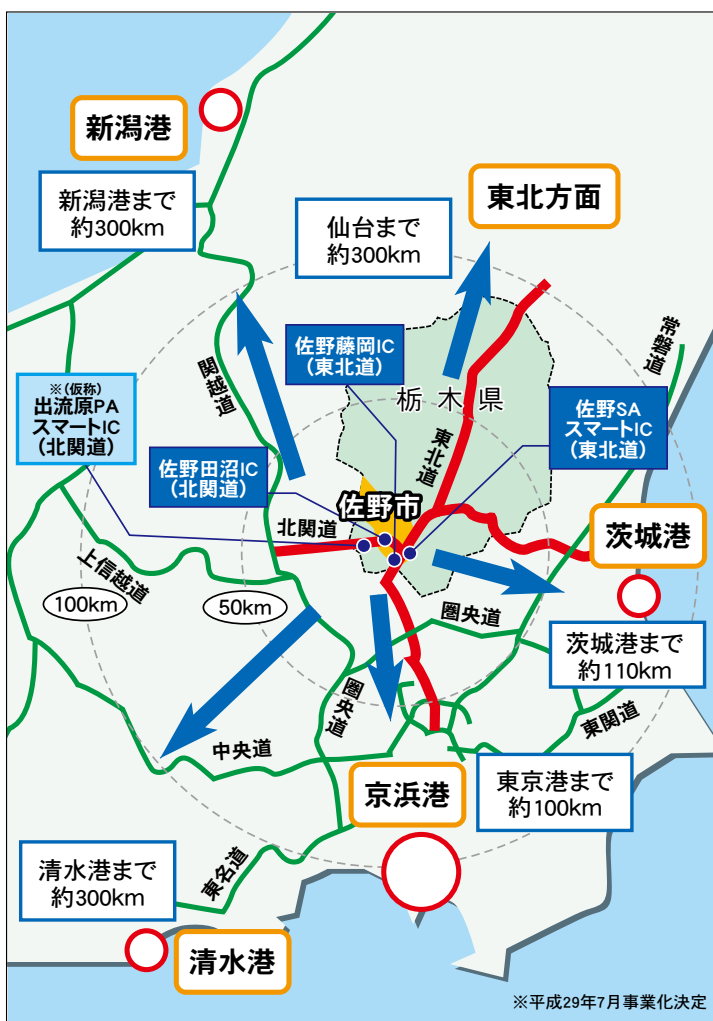 新潟港
新潟港まで
約300km
東北方面
仙台まで
約300km
常磐道
関越道
佐野藤岡IC
(東北道)
※(仮称)
出流原PA
スマートIC
(北関道)
栃木県
佐野SA
スマートIC
(東北道)
東北道
佐野田沼IC
(北関道)
佐野市
北関道
茨城港
上信越道
100km
50km
圏央道
茨城港まで
約110km
圏央道
東関道
中央道
京浜港
東京港まで
約100km
東名道
清水港まで
約300km
清水港
※平成29年7月事業化決定